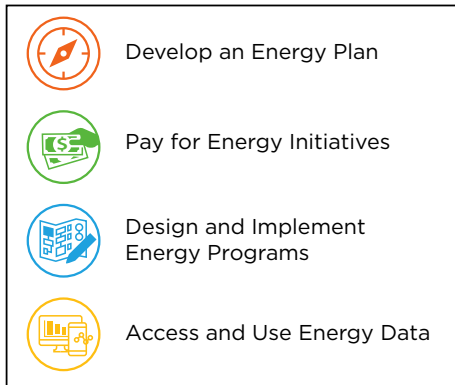 Develop an Energy Plan
Pay for Energy Initiatives
Design and Implement
Energy Programs
Access and Use Energy Data